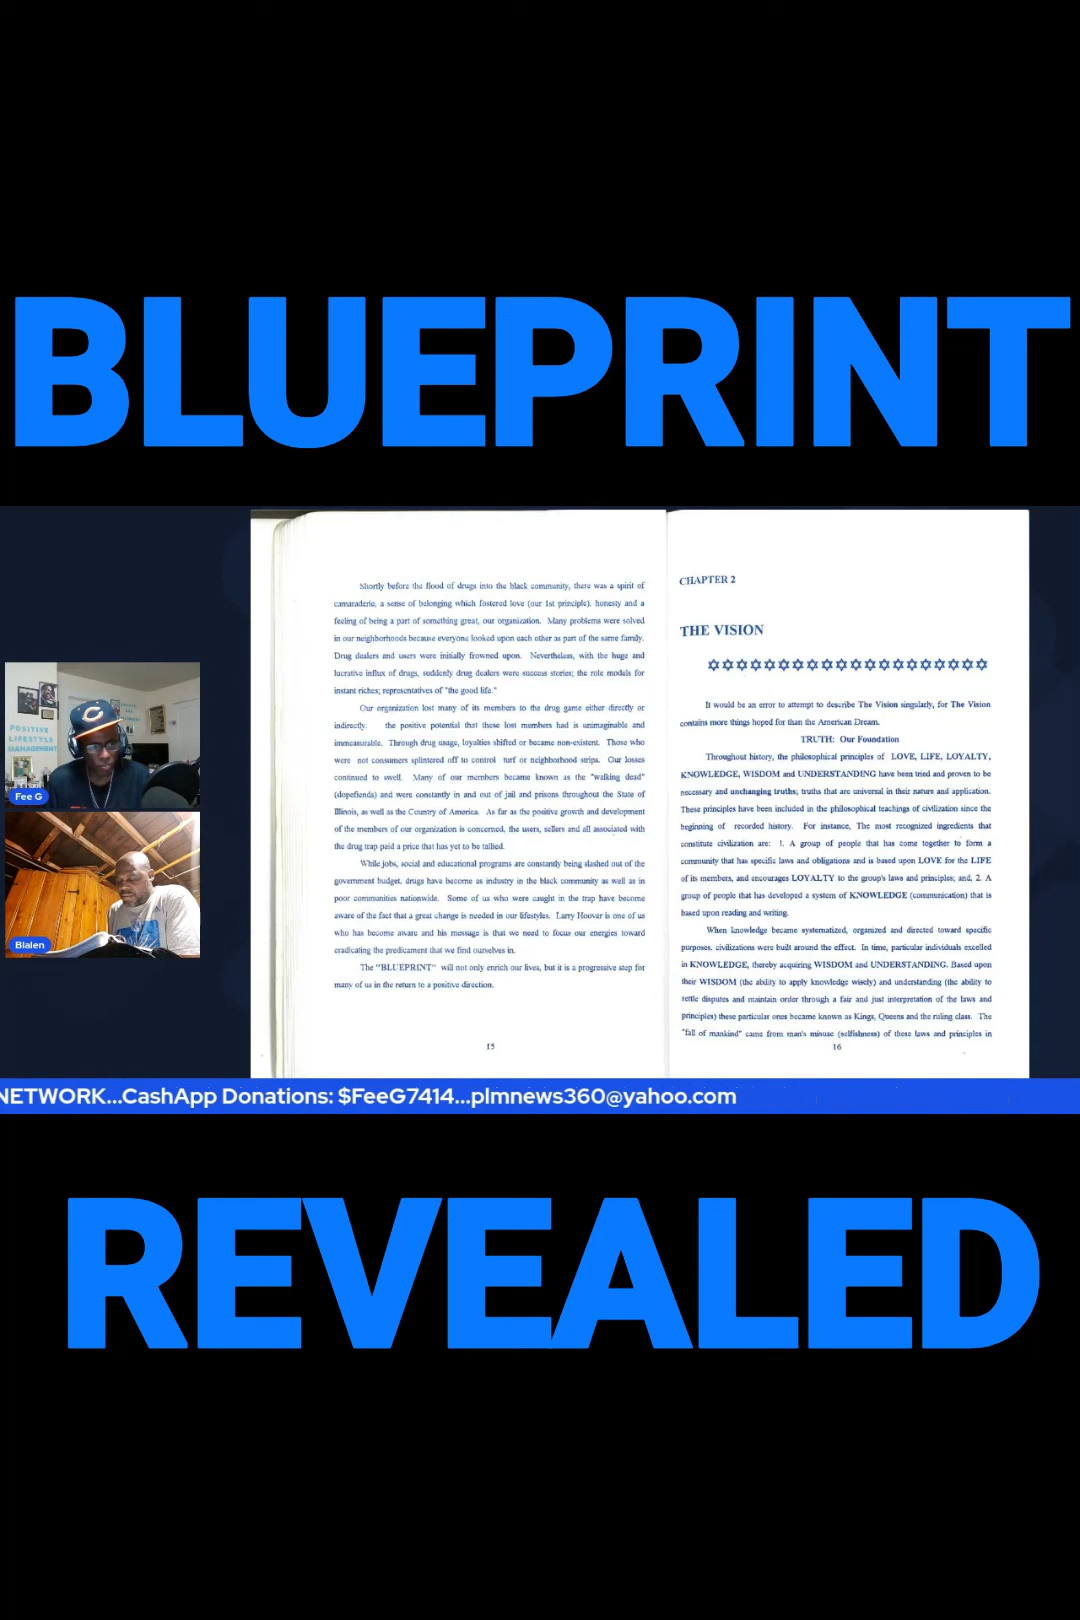 BLUEPRINT
Shortly before the flood of drugs into the black community, there was a spirit of
camaraderie, a sense of belonging which fostered love (our 1st principle), honesty and a
feeling of being a part of something great, our organization. Many problems were solved
in our neighborhoods because everyone looked upon each other as part of the same family.
Drug dealers and users were initially frowned upon. Nevertheless, with the huge and
lucrative influx of drugs, suddenly drug dealers were success stories; the role models for
instant riches; representatives of "the good life."
Our organization lost many of its members to the drug game either directly or
indirectly. the positive potential that these lost members had is unimaginable and
immeasurable. Through drug usage, loyalties shifted or became non-existent. Those who
were not consumers splintered off to control turf or neighborhood strips. Our losses
continued to swell. Many of our members became known as the "walking dead"
(dopefiends) and were constantly in and out of jail and prisons throughout the State of
Illinois, as well as the Country of America. As far as the positive growth and development
of the members of our organization is concerned, the users, sellers and all associated with
the drug trap paid a price that has yet to be tallied.
While jobs, social and educational programs are constantly being slashed out of the
government budget, drugs have become as industry in the black community as well as in
poor communities nationwide. Some of us who were caught in the trap have become
aware of the fact that a great change is needed in our lifestyles. Larry Hoover is one of us
who has become aware and his message is that we need to focus our energies toward
eradicating the predicament that we find ourselves in.
The "BLUEPRINT" will not only enrich our lives, but it is a progressive step for
many of us in the return to a positive direction.
15
CHAPTER 2
THE VISION
✡✡✡✡✡✡✡✡✡✡✡✡✡✡✡✡✡✡✡✡
It would be an error to attempt to describe The Vision singularly, for The Vision
contains more things hoped for than the American Dream.
TRUTH: Our Foundation
Throughout history, the philosophical principles of LOVE, LIFE, LOYALTY,
KNOWLEDGE, WISDOM and UNDERSTANDING have been tried and proven to be
necessary and unchanging truths; truths that are universal in their nature and application.
These principles have been included in the philosophical teachings of civilization since the
beginning of recorded history. For instance, The most recognized ingredients that
constitute civilization are: 1. A group of people that has come together to form a
community that has specific laws and obligations and is based upon LOVE for the LIFE
of its members, and encourages LOYALTY to the group's laws and principles; and, 2. A
group of people that has developed a system of KNOWLEDGE (communication) that is
based upon reading and writing.
When knowledge became systematized, organized and directed toward specific
purposes, civilizations were built around the effect. In time, particular individuals excelled
in KNOWLEDGE, thereby acquiring WISDOM and UNDERSTANDING. Based upon
their WISDOM (the ability to apply knowledge wisely) and understanding (the ability to
settle disputes and maintain order through a fair and just interpretation of the laws and
principles) these particular ones became known as Kings, Queens and the ruling class. The
"fall of mankind" came from man's misuse (selfishness) of these laws and principles in
16
POSITIVE
LIFESTYLE
MANAGEMENT
Fee G
Blalen
NETWORK...CashApp Donations: $FeeG7414...plmnews360@yahoo.com
REVEALED